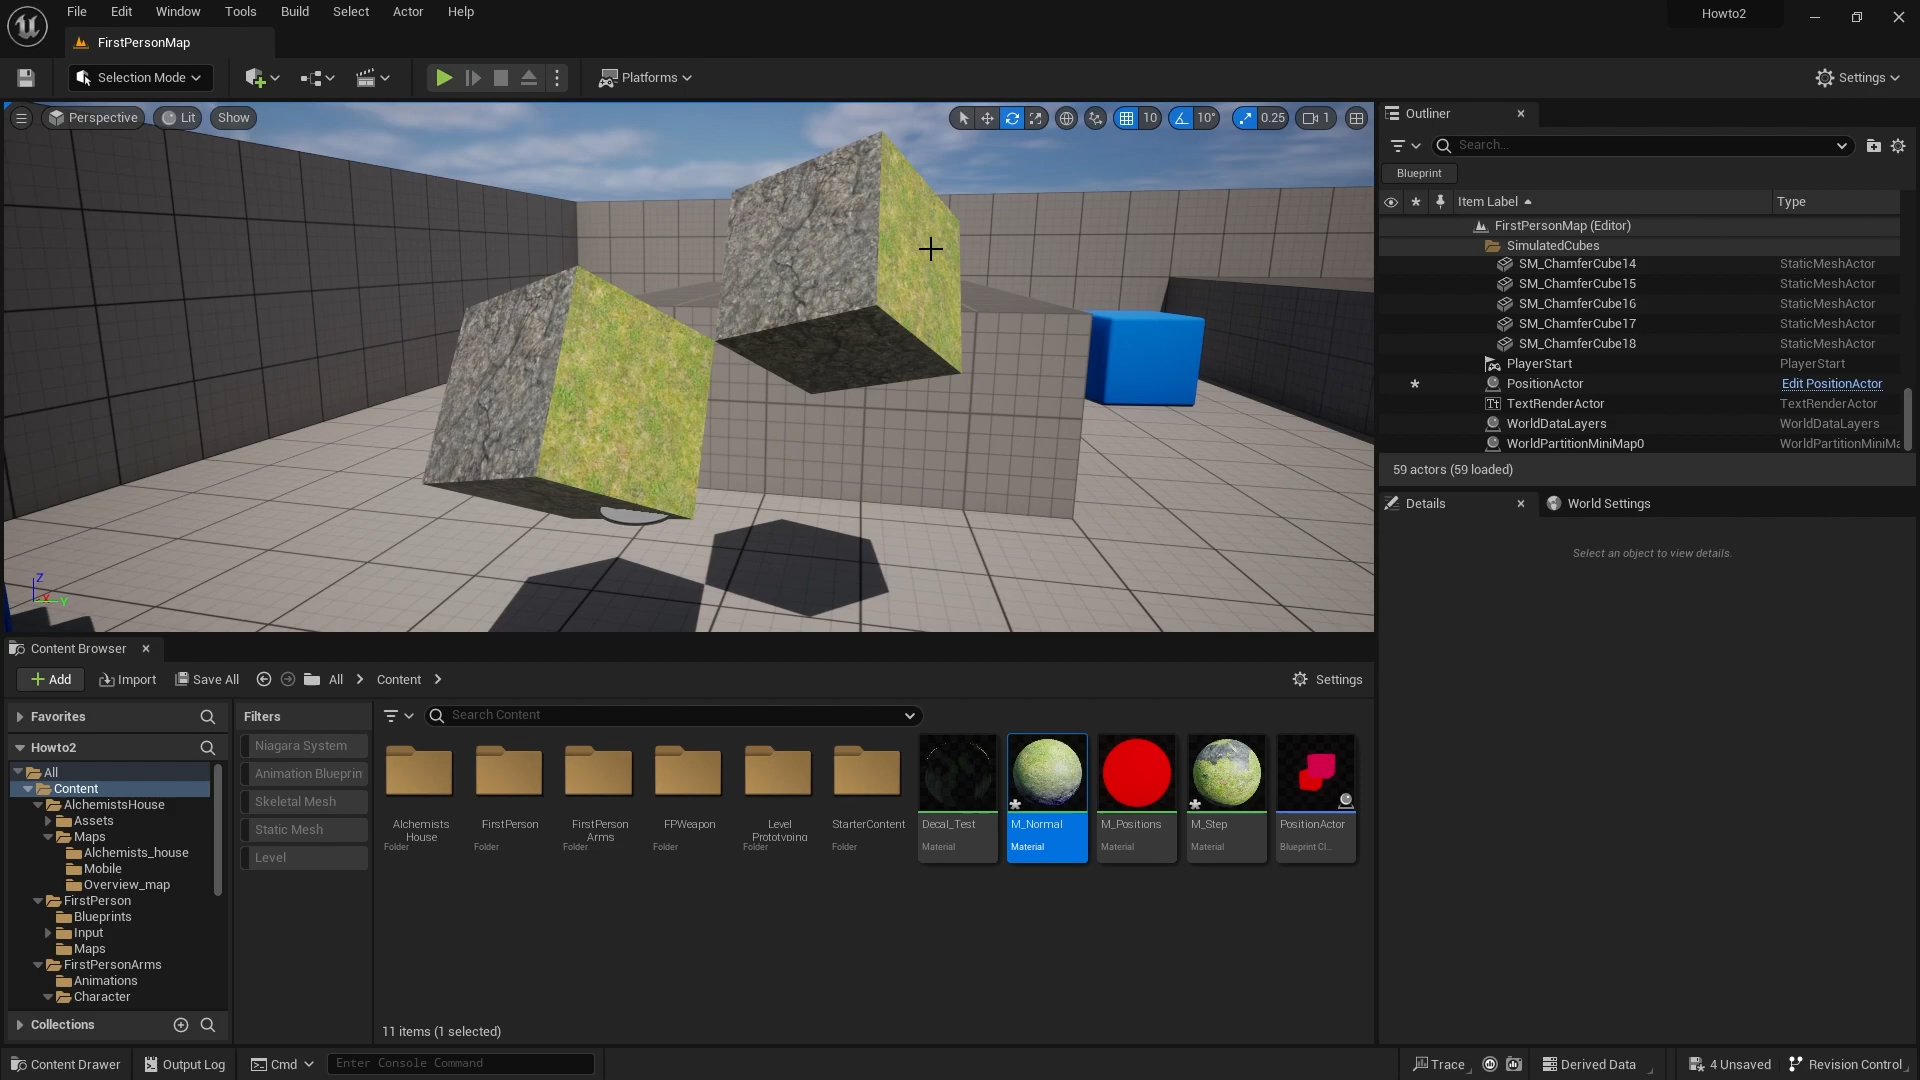 File Edit Window Tools Build Select Actor Help
Howto2
FirstPersonMap
Selection Mode
Platforms
Settings
Perspective
Lit
Show
10
10°
0.25
1
Outliner
Search...
Blueprint
Item Label
Type
FirstPersonMap (Editor)
SimulatedCubes
SM_ChamferCube14 StaticMeshActor
SM_ChamferCube15 StaticMeshActor
SM_ChamferCube16 StaticMeshActor
SM_ChamferCube17 StaticMeshActor
SM_ChamferCube18 StaticMeshActor
PlayerStart PlayerStart
PositionActor Edit PositionActor
TextRenderActor TextRenderActor
WorldDataLayers WorldDataLayers
WorldPartitionMiniMap0 WorldPartitionMiniMa
59 actors (59 loaded)
Details
World Settings
Select an object to view details.
Z
X
Y
Content Browser
Add
Import
Save All
All
Content
Settings
Favorites
Howto2
All
Content
AlchemistsHouse
Assets
Maps
Alchemists_house
Mobile
Overview_map
FirstPerson
Blueprints
Input
Maps
FirstPersonArms
Animations
Character
Collections
Filters
Niagara System
Animation Blueprin
Skeletal Mesh
Static Mesh
Level
Search Content
Alchemists
House
Folder
FirstPerson
Folder
FirstPerson
Arms
Folder
FPWeapon
Folder
Level
Prototyping
Folder
StarterContent
Folder
Decal_Test
Material
M_Normal
Material
M_Positions
Material
M_Step
Material
PositionActor
Blueprint Cl...
11 items (1 selected)
Content Drawer
Output Log
Cmd
Enter Console Command
Trace
Derived Data
4 Unsaved
Revision Control